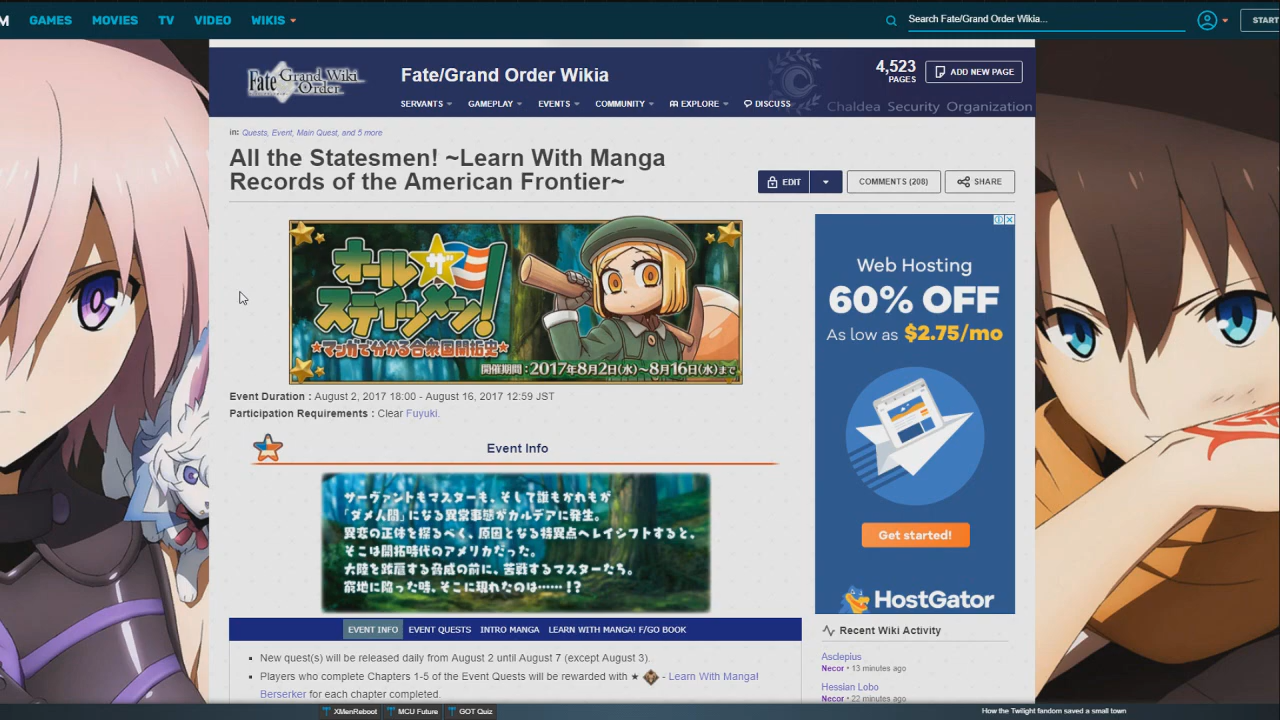 M
GAMES
MOVIES
TV
VIDEO
WIKIS
Search Fate/Grand Order Wikia...
START
Fate Grand Order Wiki
Fate/Grand Order Wikia
4,523
PAGES
ADD NEW PAGE
SERVANTS
GAMEPLAY
EVENTS
COMMUNITY
EXPLORE
DISCUSS
Chaldea Security Organization
in: Quests, Event, Main Quest, and 5 more
All the Statesmen! ~Learn With Manga
Records of the American Frontier~
EDIT
COMMENTS (208)
SHARE
オール
ザ
ステイツメン!
★マンガで分かる合衆国開拓史★
開催期間:2017年8月2日(水)~8月16日(水)まで
Event Duration : August 2, 2017 18:00 - August 16, 2017 12:59 JST
Participation Requirements : Clear Fuyuki.
Event Info
サーヴァントもマスターも、そして誰もかれもが
「ダメ人間」になる異常事態がカルデアに発生。
異変の正体を探るべく、原因となる特異点へレイシフトすると、
そこは開拓時代のアメリカだった。
大陸を跋扈する脅威の前に、苦戦するマスターたち。
窮地に陥った時、そこに現れたのは……!?
EVENT INFO
EVENT QUESTS
INTRO MANGA
LEARN WITH MANGA! F/GO BOOK
New quest(s) will be released daily from August 2 until August 7 (except August 3).
Players who complete Chapters 1-5 of the Event Quests will be rewarded with ★ - Learn With Manga!
Berserker for each chapter completed.
Web Hosting
60% OFF
As low as $2.75/mo
Get started!
HostGator
Recent Wiki Activity
Asclepius
Necor • 13 minutes ago
Hessian Lobo
Necor • 22 minutes ago
XMenReboot
MCU Future
GOT Quiz
How the Twilight fandom saved a small town